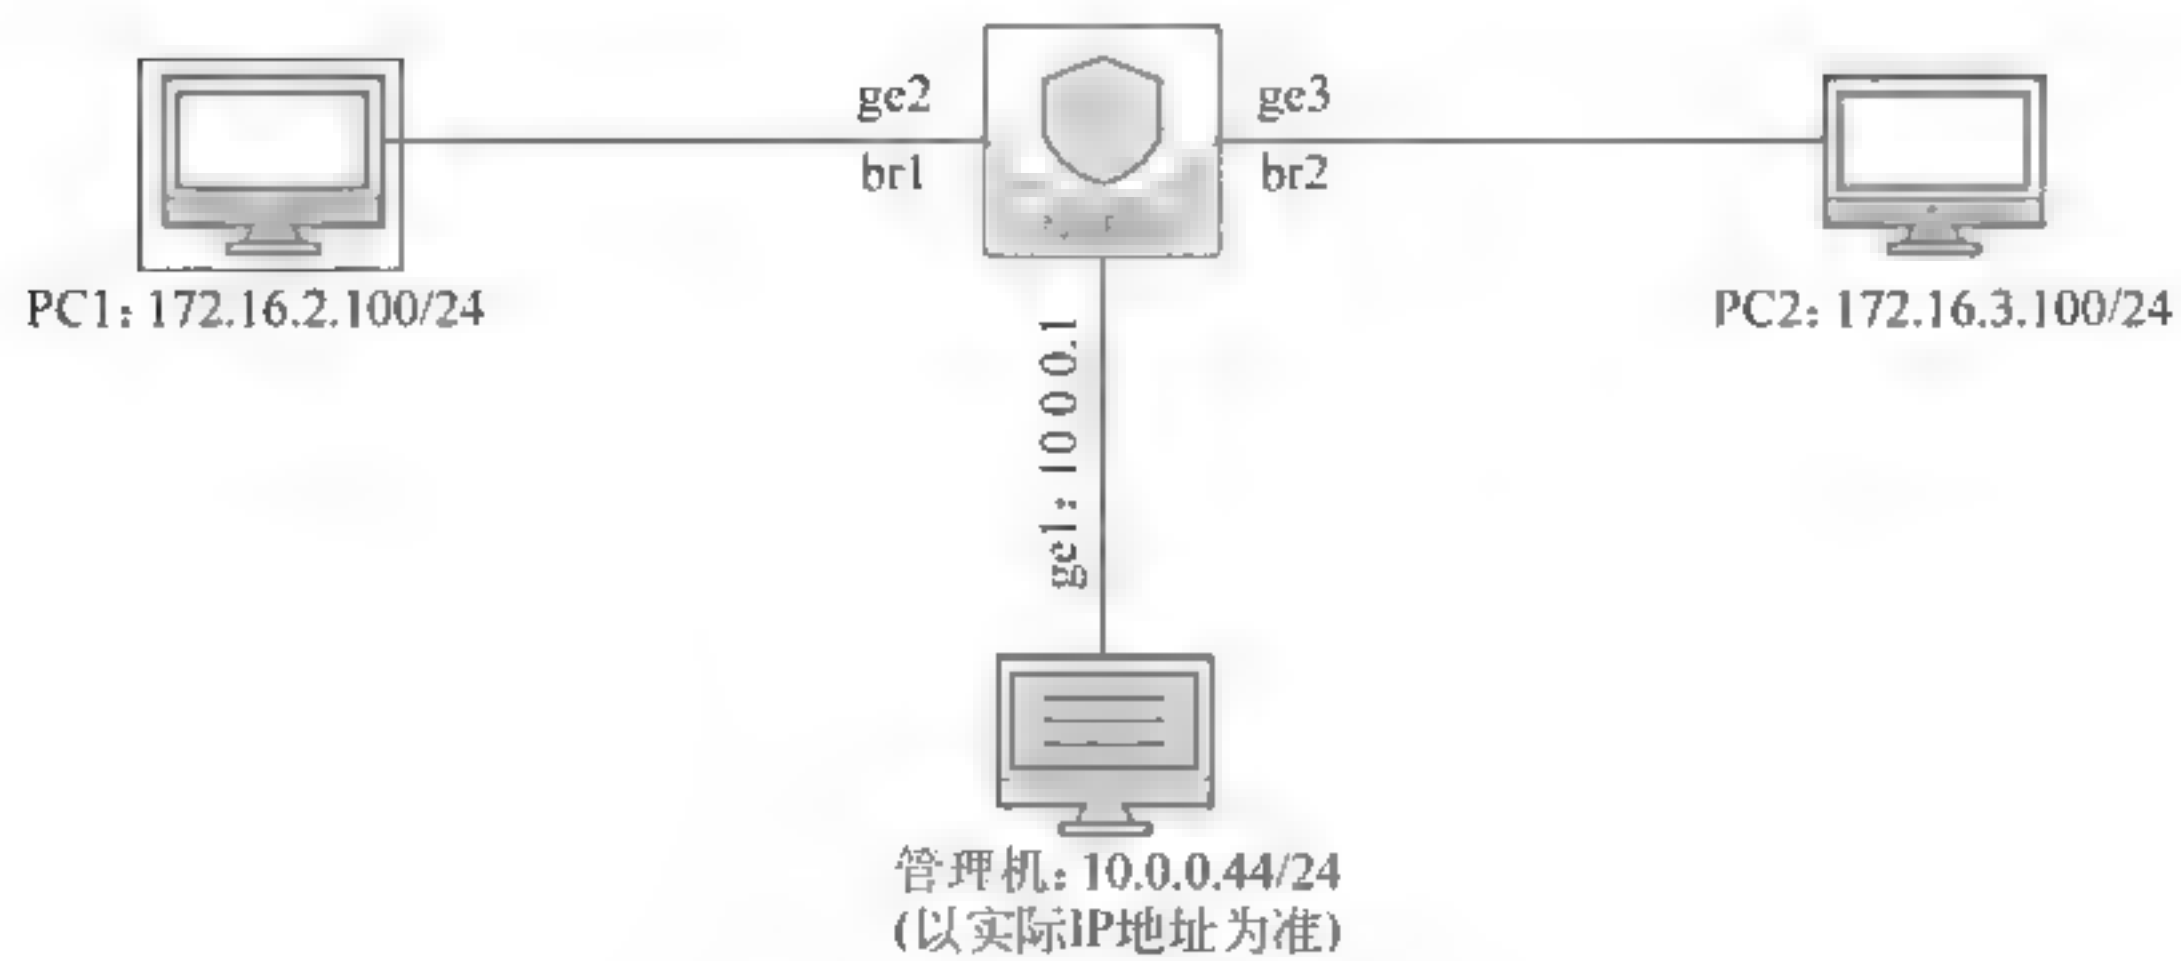 ge2
ge3
br1
br2
PC1: 172.16.2.100/24
PC2: 172.16.3.100/24
ge1: 10 0 0.1
管理机: 10.0.0.44/24
(以实际IP地址为准)